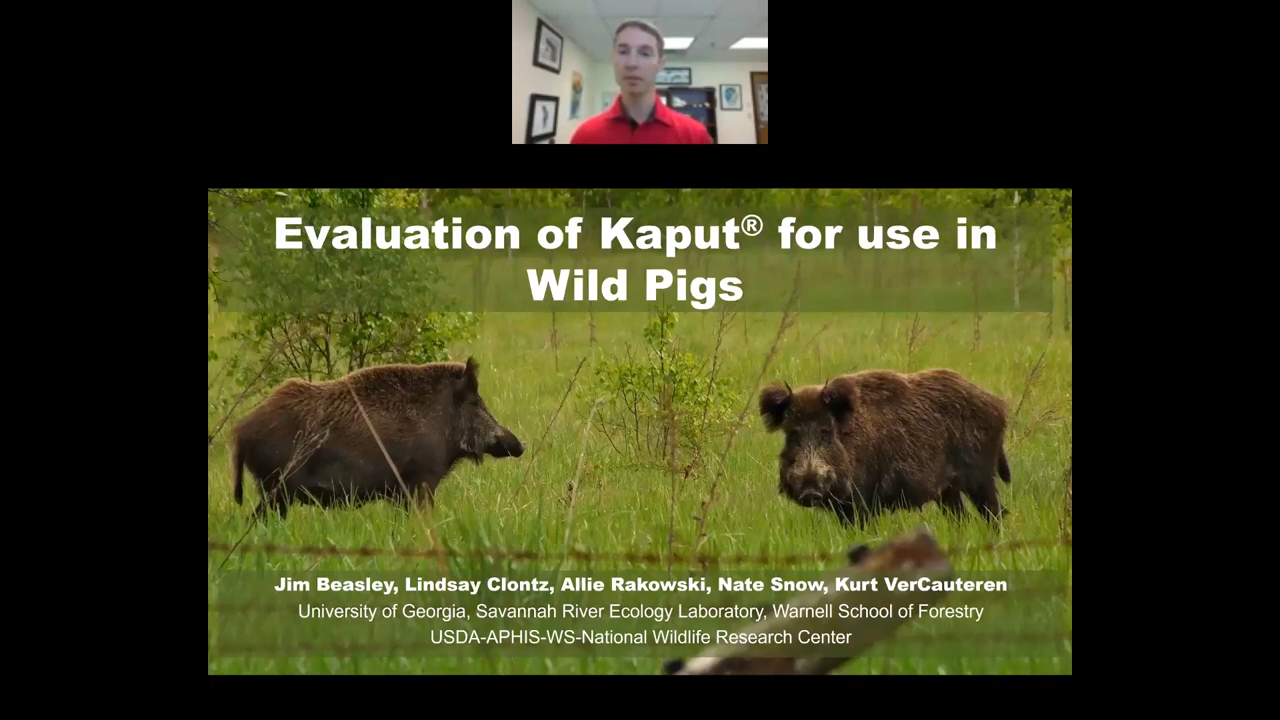 Evaluation of Kaput® for use in
Wild Pigs
Jim Beasley, Lindsay Clontz, Allie Rakowski, Nate Snow, Kurt VerCauteren
University of Georgia, Savannah River Ecology Laboratory, Warnell School of Forestry
USDA-APHIS-WS-National Wildlife Research Center